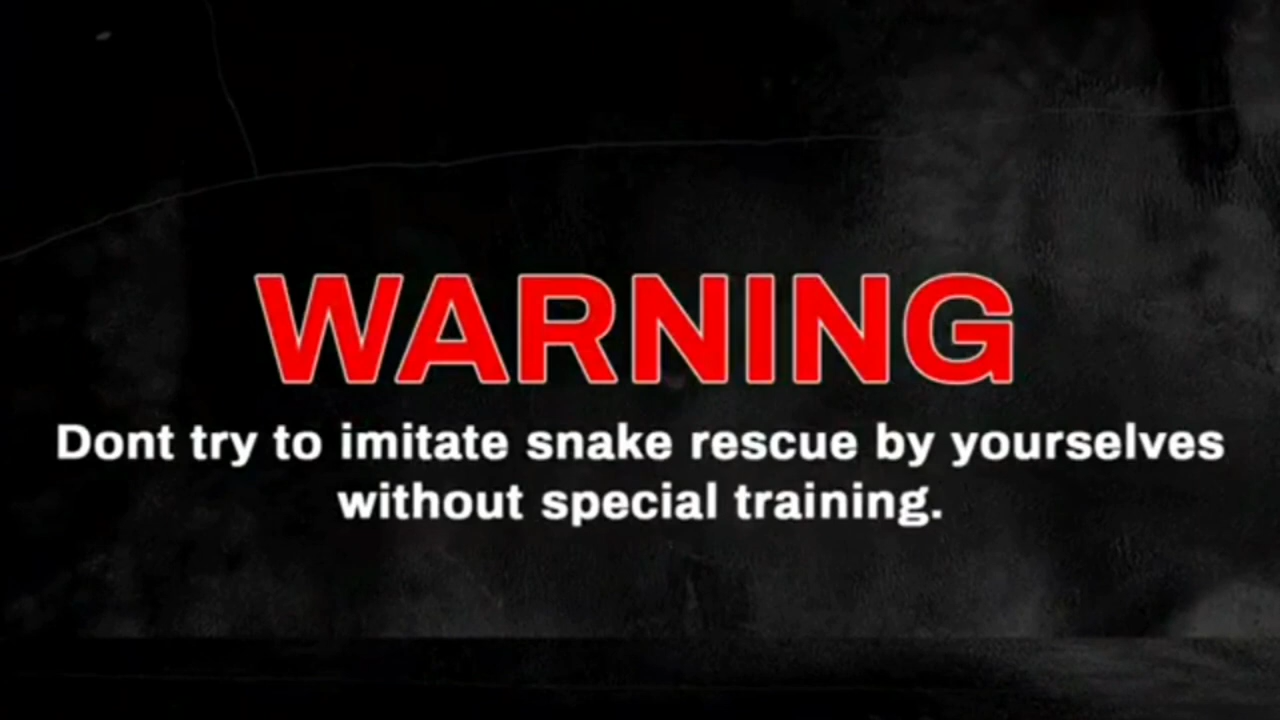 WARNING
Dont try to imitate snake rescue by yourselves
without special training.